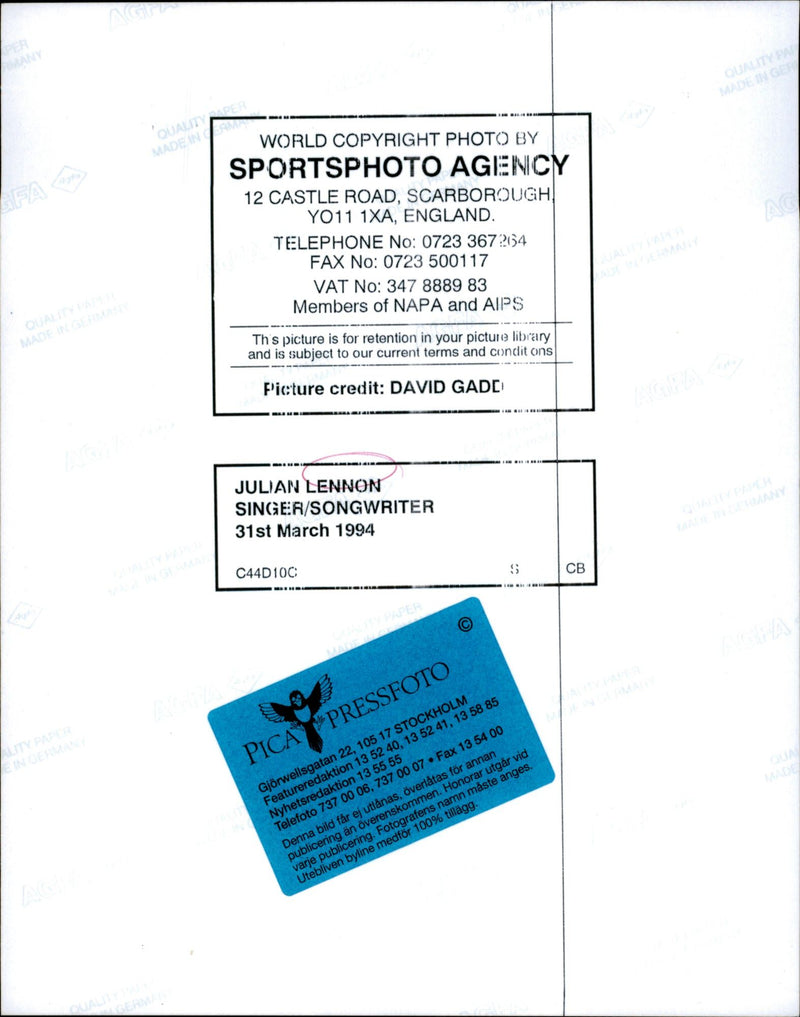 WORLD COPYRIGHT PHOTO BY
SPORTSPHOTO AGENCY
12 CASTLE ROAD, SCARBOROUGH,
YO11 1XA, ENGLAND.
TELEPHONE No: 0723 367264
FAX No: 0723 500117
VAT No: 347 8889 83
Members of NAPA and AIPS
This picture is for retention in your picture library
and is subject to our current terms and conditions
Picture credit: DAVID GADD
JULIAN LENNON
SINGER/SONGWRITER
31st March 1994
C44D10C S CB
©
PICA PRESSFOTO
Gjörwellsgatan 22, 105 17 STOCKHOLM
Featureredaktion 13 52 40, 13 52 41, 13 58 85
Nyhetsredaktion 13 55 55
Telefoto 737 00 06, 737 00 07 • Fax 13 54 00
Denna bild får ej utlånas, överlåtas för annan
publicering än överenskommen. Honorar utgår vid
varje publicering. Fotografens namn måste anges.
Utebliven byline medför 100% tillägg.
AGFA
QUALITY PAPER
MADE IN GERMANY